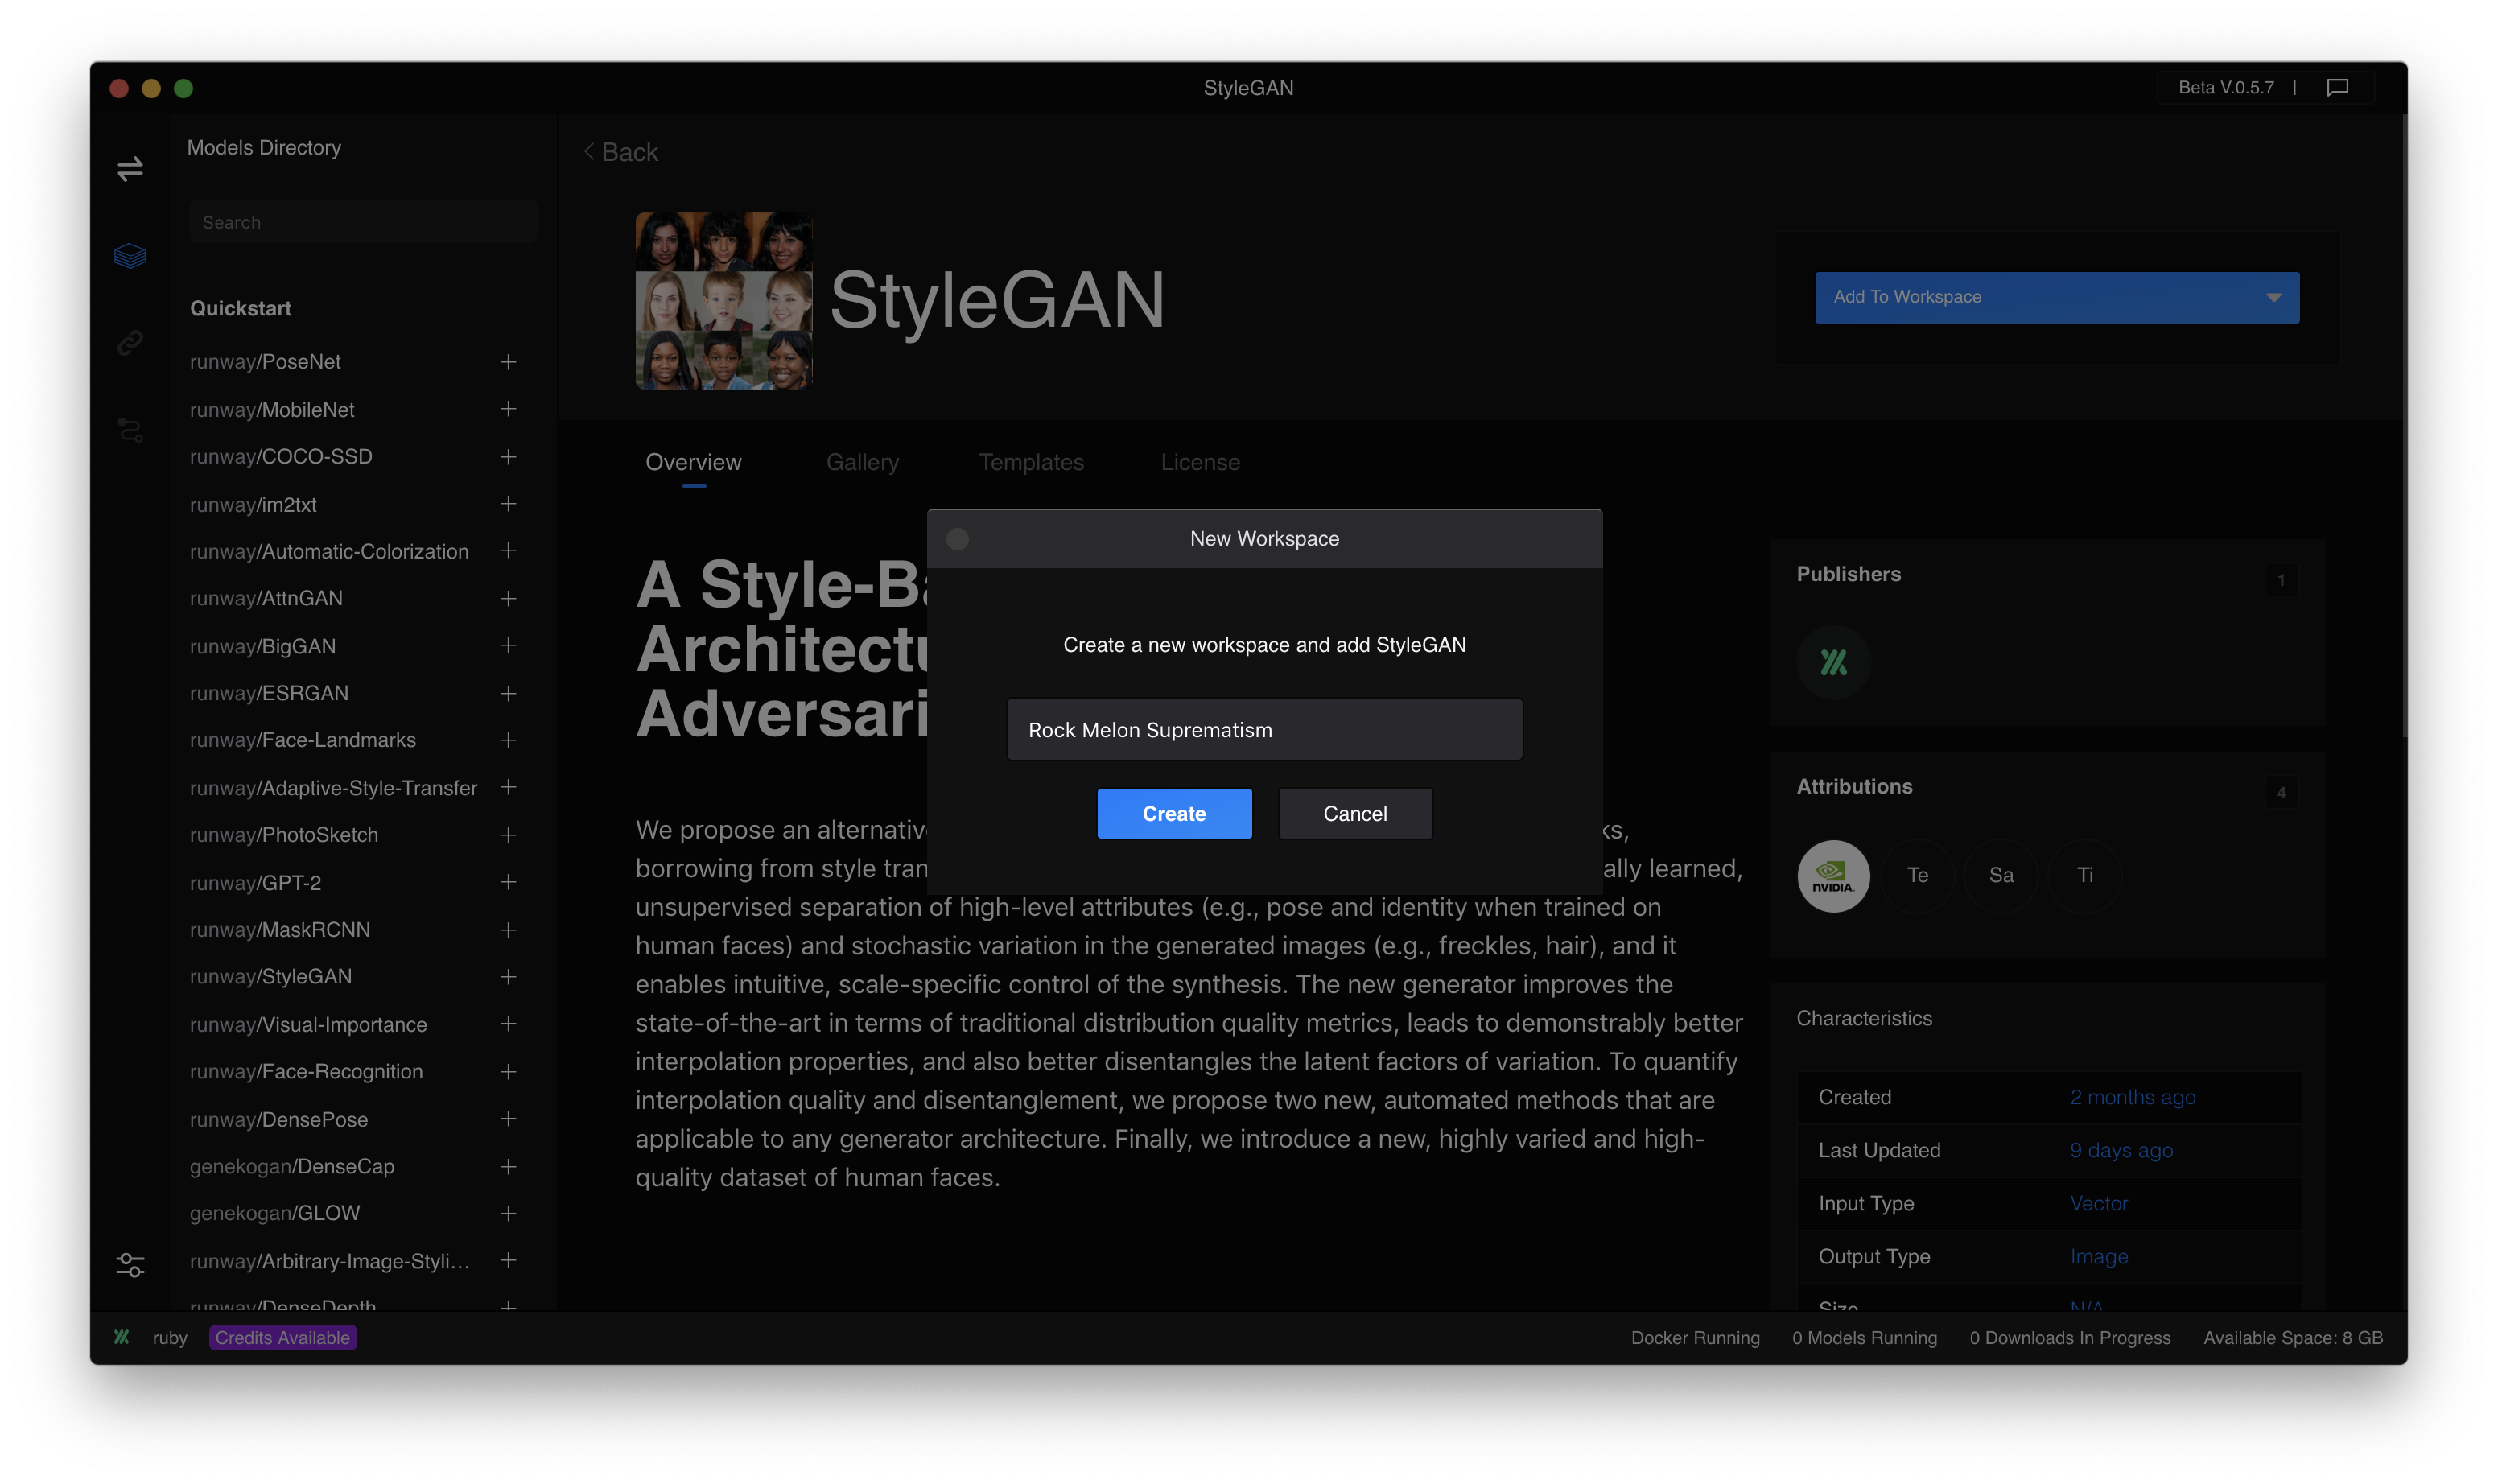 StyleGAN
Beta V.0.5.7 |
Models Directory
Search
Quickstart
runway/PoseNet
runway/MobileNet
runway/COCO-SSD
runway/im2txt
runway/Automatic-Colorization
runway/AttnGAN
runway/BigGAN
runway/ESRGAN
runway/Face-Landmarks
runway/Adaptive-Style-Transfer
runway/PhotoSketch
runway/GPT-2
runway/MaskRCNN
runway/StyleGAN
runway/Visual-Importance
runway/Face-Recognition
runway/DensePose
genekogan/DenseCap
genekogan/GLOW
runway/Arbitrary-Image-Styli...
runway/DenseDepth
Back
StyleGAN
Add To Workspace
Overview
Gallery
Templates
License
A Style-Ba
Architectu
Adversari
New Workspace
Create a new workspace and add StyleGAN
Rock Melon Suprematism
Create
Cancel
We propose an alternativ ks,
borrowing from style tran ally learned,
unsupervised separation of high-level attributes (e.g., pose and identity when trained on
human faces) and stochastic variation in the generated images (e.g., freckles, hair), and it
enables intuitive, scale-specific control of the synthesis. The new generator improves the
state-of-the-art in terms of traditional distribution quality metrics, leads to demonstrably better
interpolation properties, and also better disentangles the latent factors of variation. To quantify
interpolation quality and disentanglement, we propose two new, automated methods that are
applicable to any generator architecture. Finally, we introduce a new, highly varied and high-
quality dataset of human faces.
Publishers
1
Attributions
4
NVIDIA.
Te
Sa
Ti
Characteristics
Created 2 months ago
Last Updated 9 days ago
Input Type Vector
Output Type Image
Size N/A
ruby
Credits Available
Docker Running
0 Models Running
0 Downloads In Progress
Available Space: 8 GB